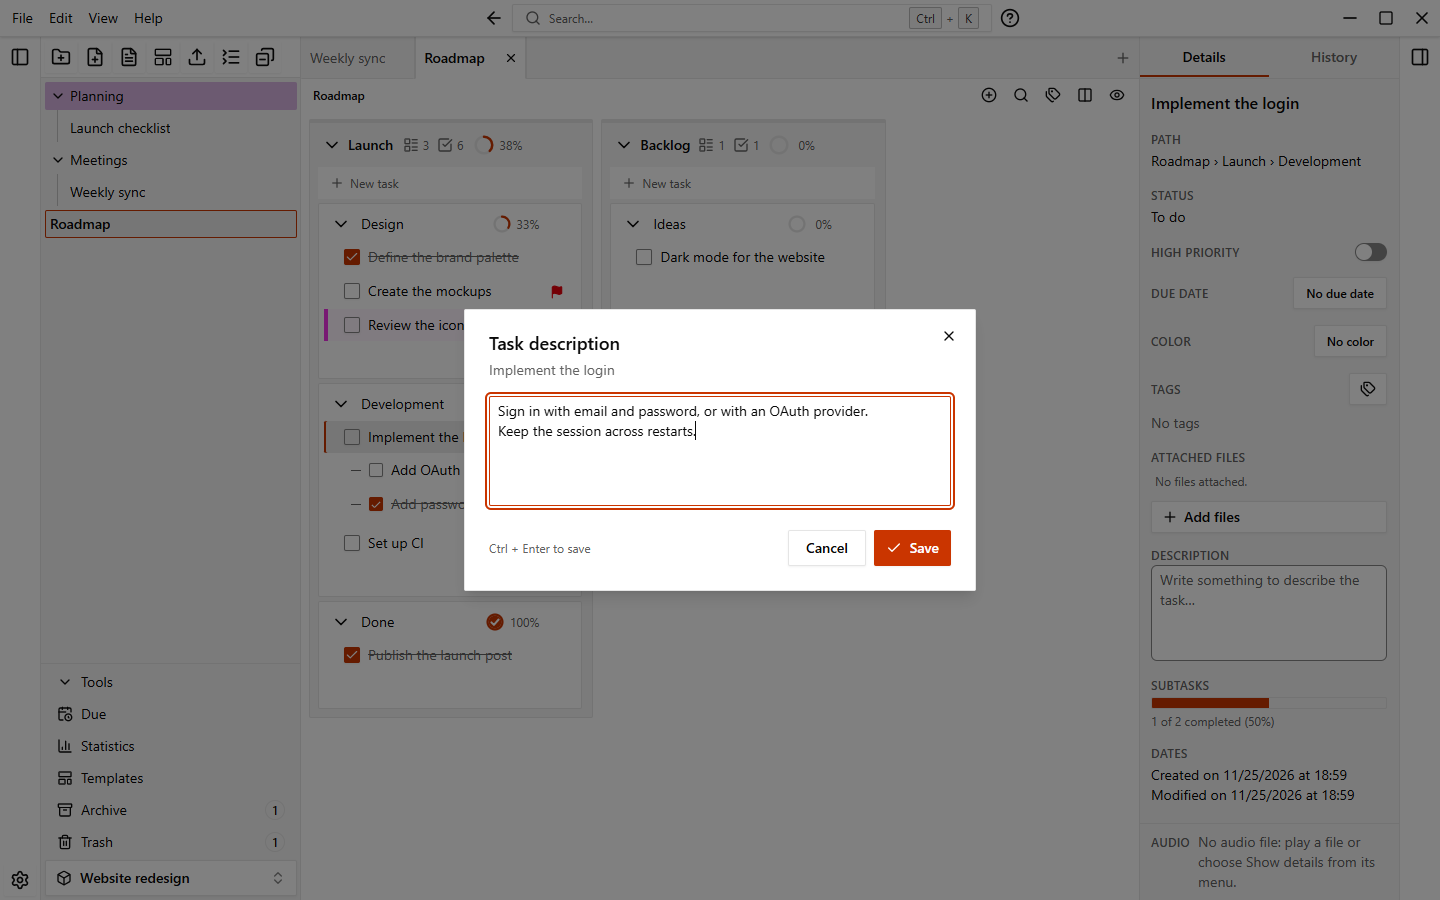 File Edit View Help
Search... Ctrl + K
Weekly sync
Roadmap
Details
History
Planning
Launch checklist
Meetings
Weekly sync
Roadmap
Roadmap
Launch 3 6 38%
New task
Design 33%
Define the brand palette
Create the mockups
Review the icon
Development
Implement the
Add OAuth
Add passwo
Set up CI
Done 100%
Publish the launch post
Backlog 1 1 0%
New task
Ideas 0%
Dark mode for the website
Task description
Implement the login
Sign in with email and password, or with an OAuth provider.
Keep the session across restarts.
Ctrl + Enter to save
Cancel
Save
Implement the login
PATH
Roadmap › Launch › Development
STATUS
To do
HIGH PRIORITY
DUE DATE No due date
COLOR No color
TAGS
No tags
ATTACHED FILES
No files attached.
Add files
DESCRIPTION
Write something to describe the
task...
SUBTASKS
1 of 2 completed (50%)
DATES
Created on 11/25/2026 at 18:59
Modified on 11/25/2026 at 18:59
AUDIO No audio file: play a file or
choose Show details from its
menu.
Tools
Due
Statistics
Templates
Archive 1
Trash 1
Website redesign